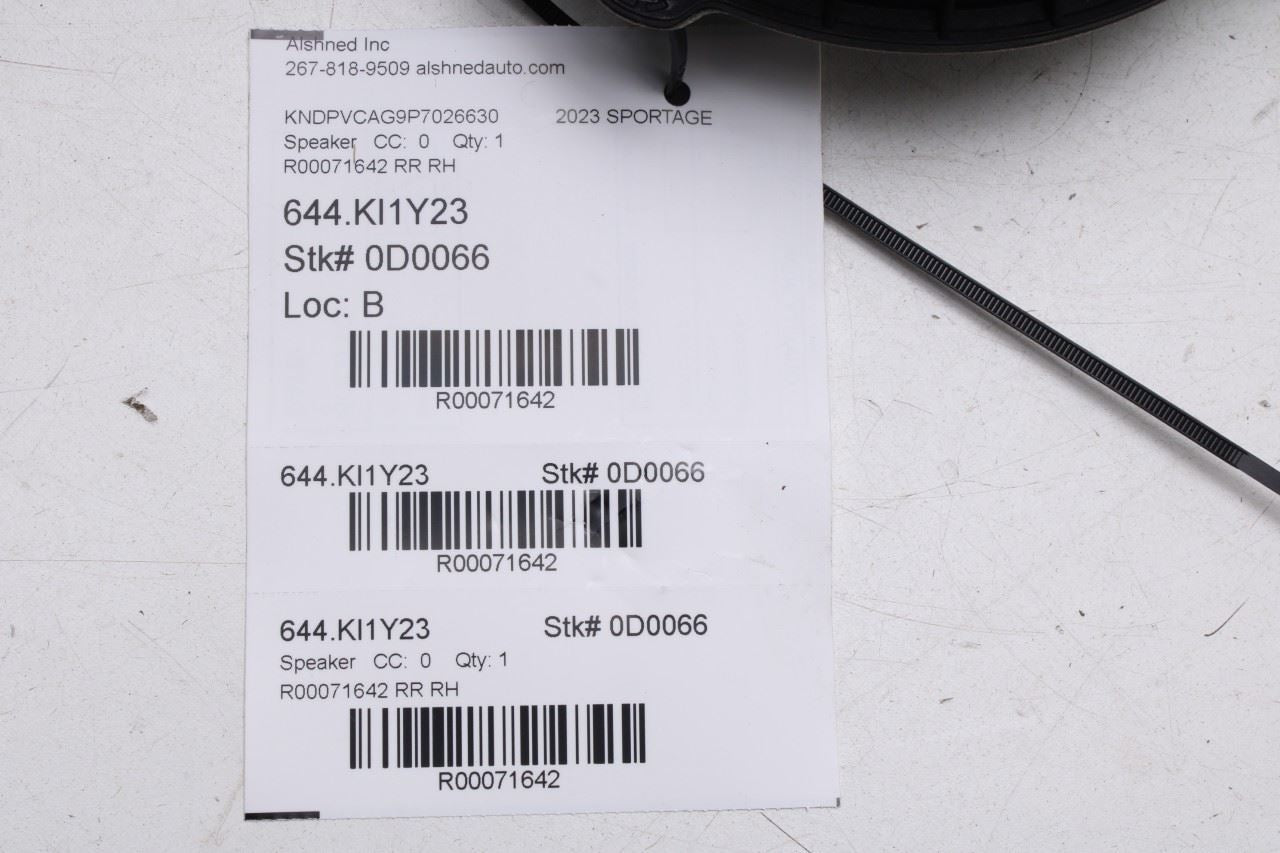 Alshned Inc
267-818-9509 alshnedauto.com
KNDPVCAG9P7026630 2023 SPORTAGE
Speaker CC: 0 Qty: 1
R00071642 RR RH
644.KI1Y23
Stk# 0D0066
Loc: B
R00071642
644.KI1Y23 Stk# 0D0066
R00071642
644.KI1Y23 Stk# 0D0066
Speaker CC: 0 Qty: 1
R00071642 RR RH
R00071642